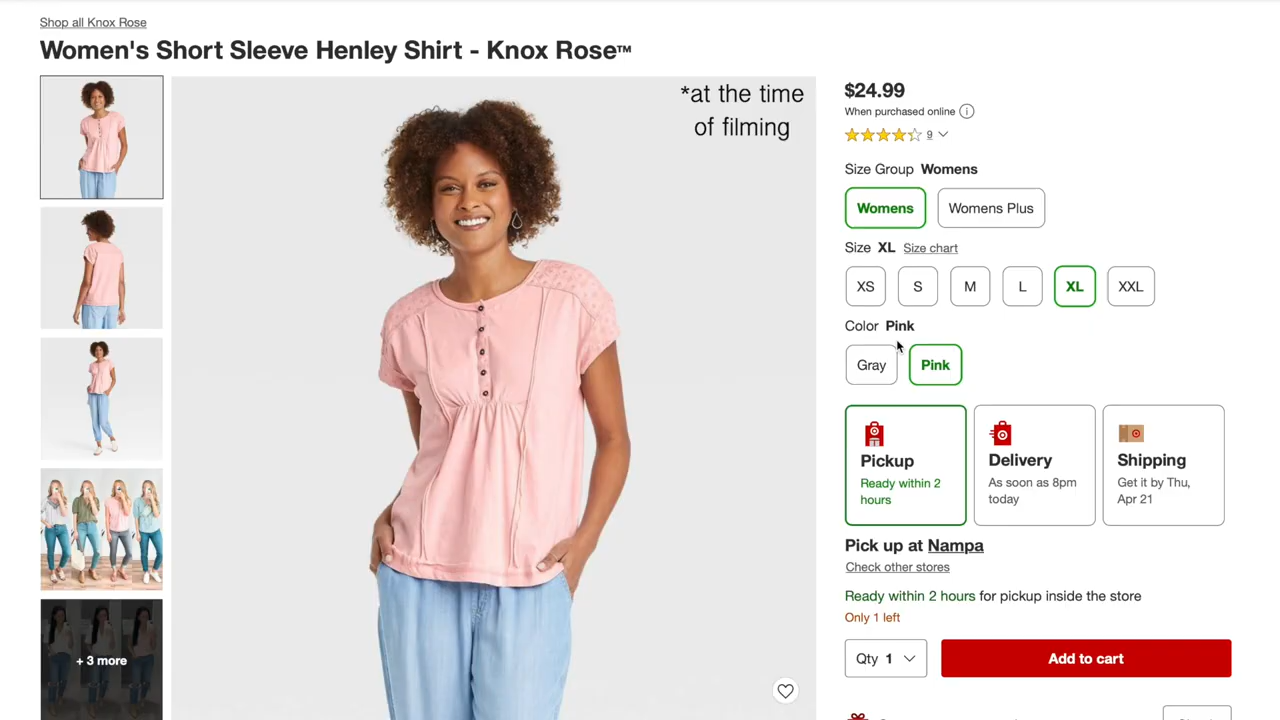 Shop all Knox Rose
Women's Short Sleeve Henley Shirt - Knox Rose™
*at the time
of filming
+ 3 more
$24.99
When purchased online
9
Size Group Womens
Womens
Womens Plus
Size XL Size chart
XS
S
M
L
XL
XXL
Color Pink
Gray
Pink
Pickup
Ready within 2
hours
Delivery
As soon as 8pm
today
Shipping
Get it by Thu,
Apr 21
Pick up at Nampa
Check other stores
Ready within 2 hours for pickup inside the store
Only 1 left
Qty 1
Add to cart